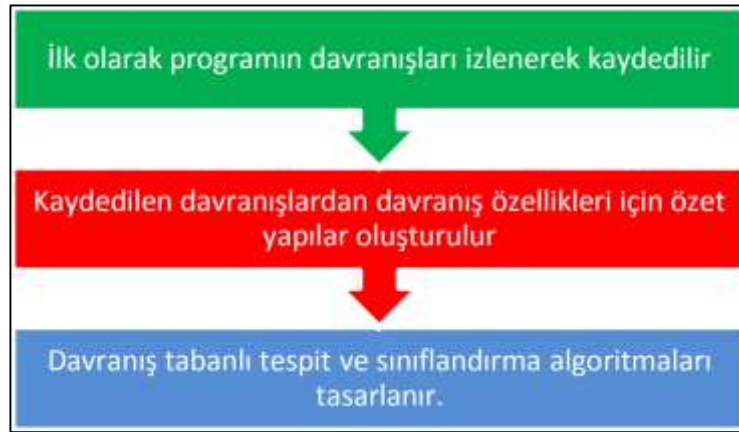 İlk olarak programın davranışları izlenerek kaydedilir
Kaydedilen davranışlardan davranış özellikleri için özet
yapılar oluşturulur
Davranış tabanlı tespit ve sınıflandırma algoritmaları
tasarlanır.